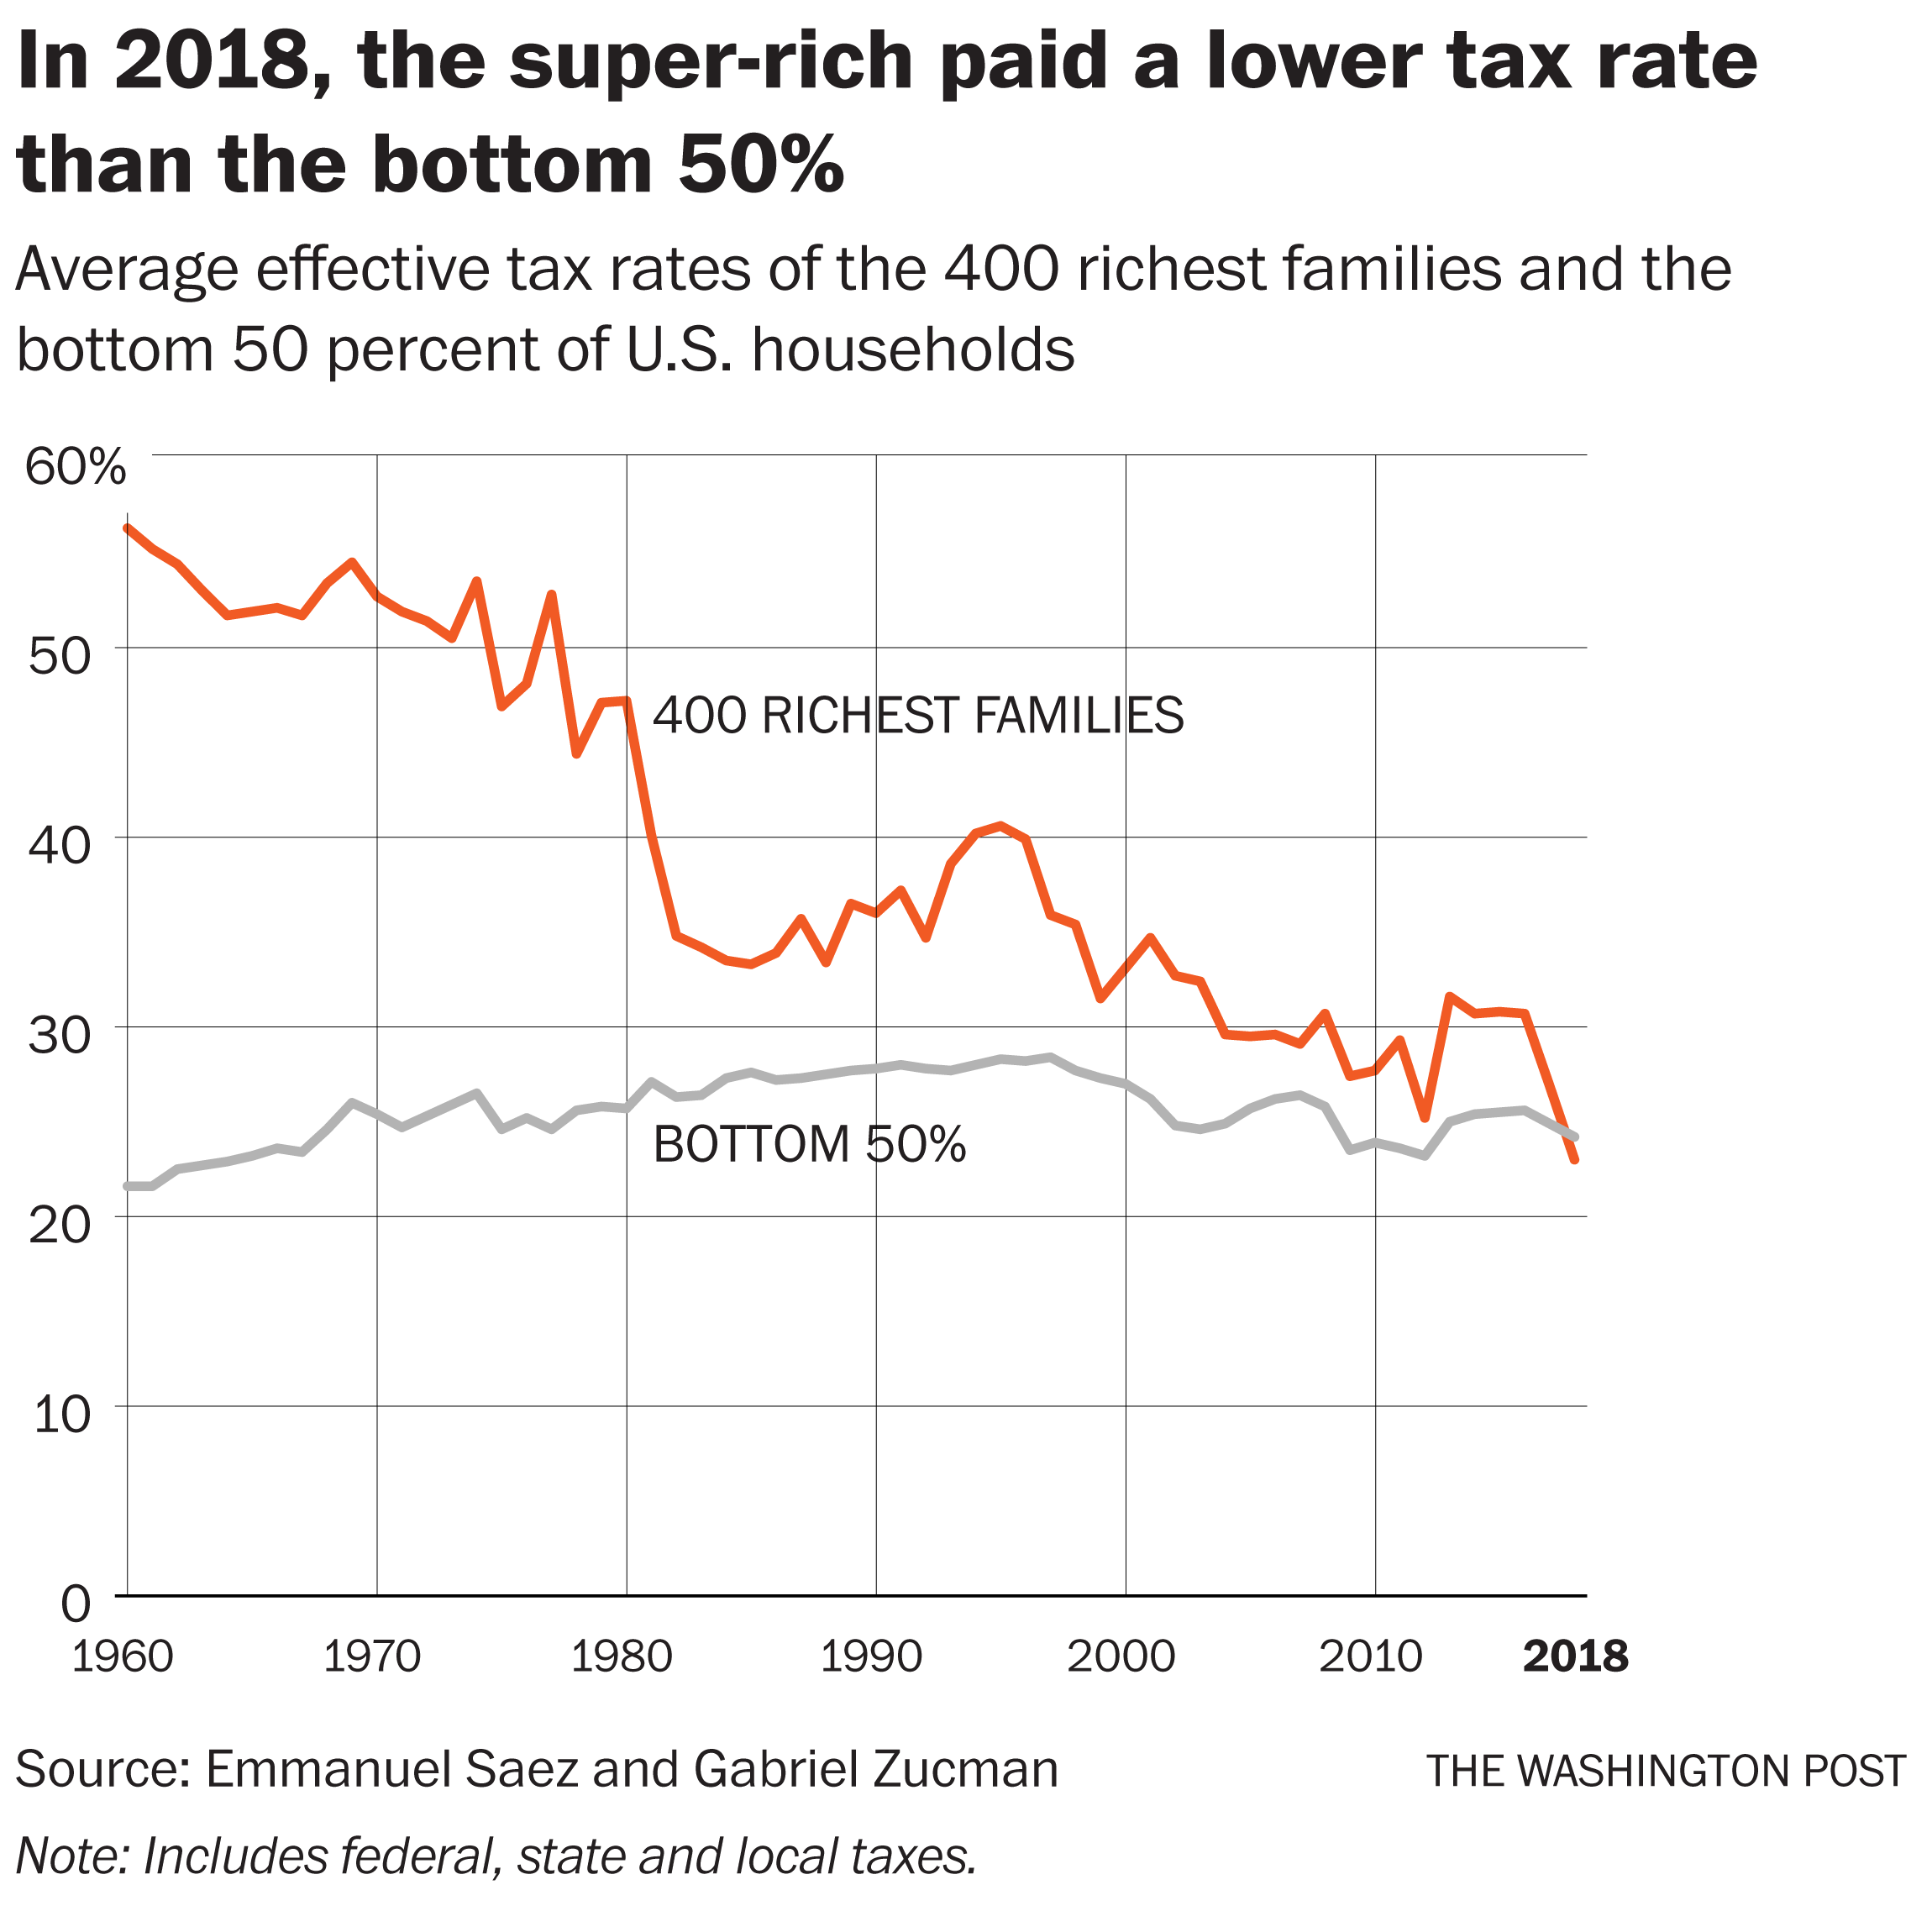 In 2018, the super-rich paid a lower tax rate
than the bottom 50%
Average effective tax rates of the 400 richest families and the
bottom 50 percent of U.S. households
60%
50
400 RICHEST FAMILIES
40
30
BOTTOM 50%
20
10
0
1960 1970 1980 1990 2000 2010 2018
Source: Emmanuel Saez and Gabriel Zucman
THE WASHINGTON POST
Note: Includes federal, state and local taxes.